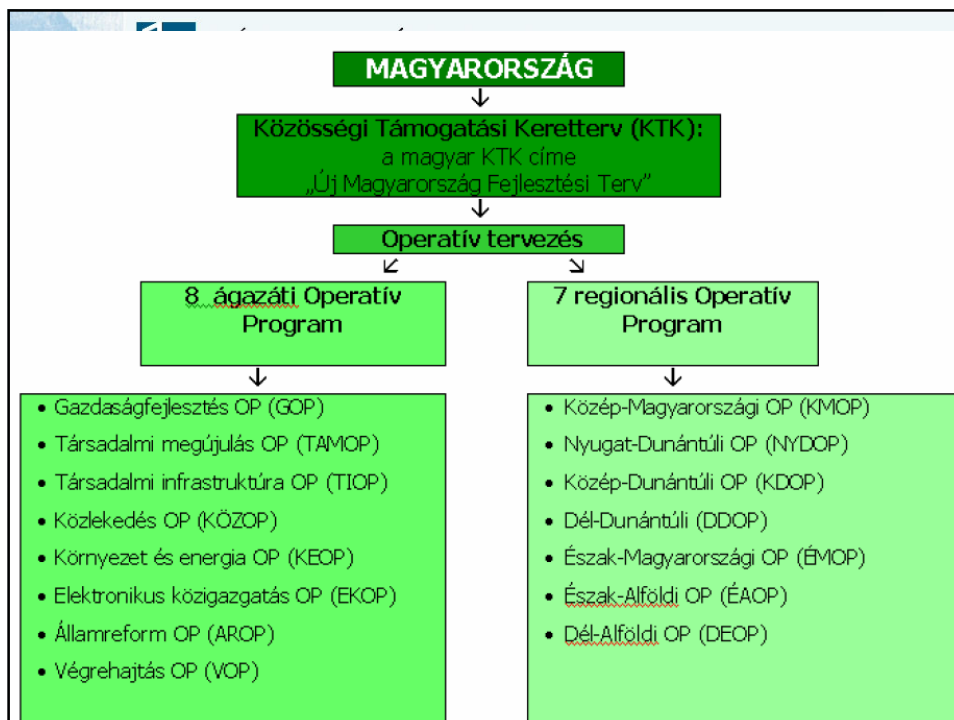 MAGYARORSZÁG
Közösségi Támogatási Keretterv (KTK):
a magyar KTK címe
„Új Magyarország Fejlesztési Terv”
Operatív tervezés
8 ágazáti Operatív
Program
• Gazdaságfejlesztés OP (GOP)
• Társadalmi megújulás OP (TAMOP)
• Társadalmi infrastruktúra OP (TIOP)
• Közlekedés OP (KÖZOP)
• Környezet és energia OP (KEOP)
• Elektronikus közigazgatás OP (EKOP)
• Államreform OP (AROP)
• Végrehajtás OP (VOP)
7 regionális Operatív
Program
• Közép-Magyarországi OP (KMOP)
• Nyugat-Dunántúli OP (NYDOP)
• Közép-Dunántúli OP (KDOP)
• Dél-Dunántúli (DDOP)
• Észak-Magyarországi OP (ÉMOP)
• Észak-Alföldi OP (ÉAOP)
• Dél-Alföldi OP (DEOP)